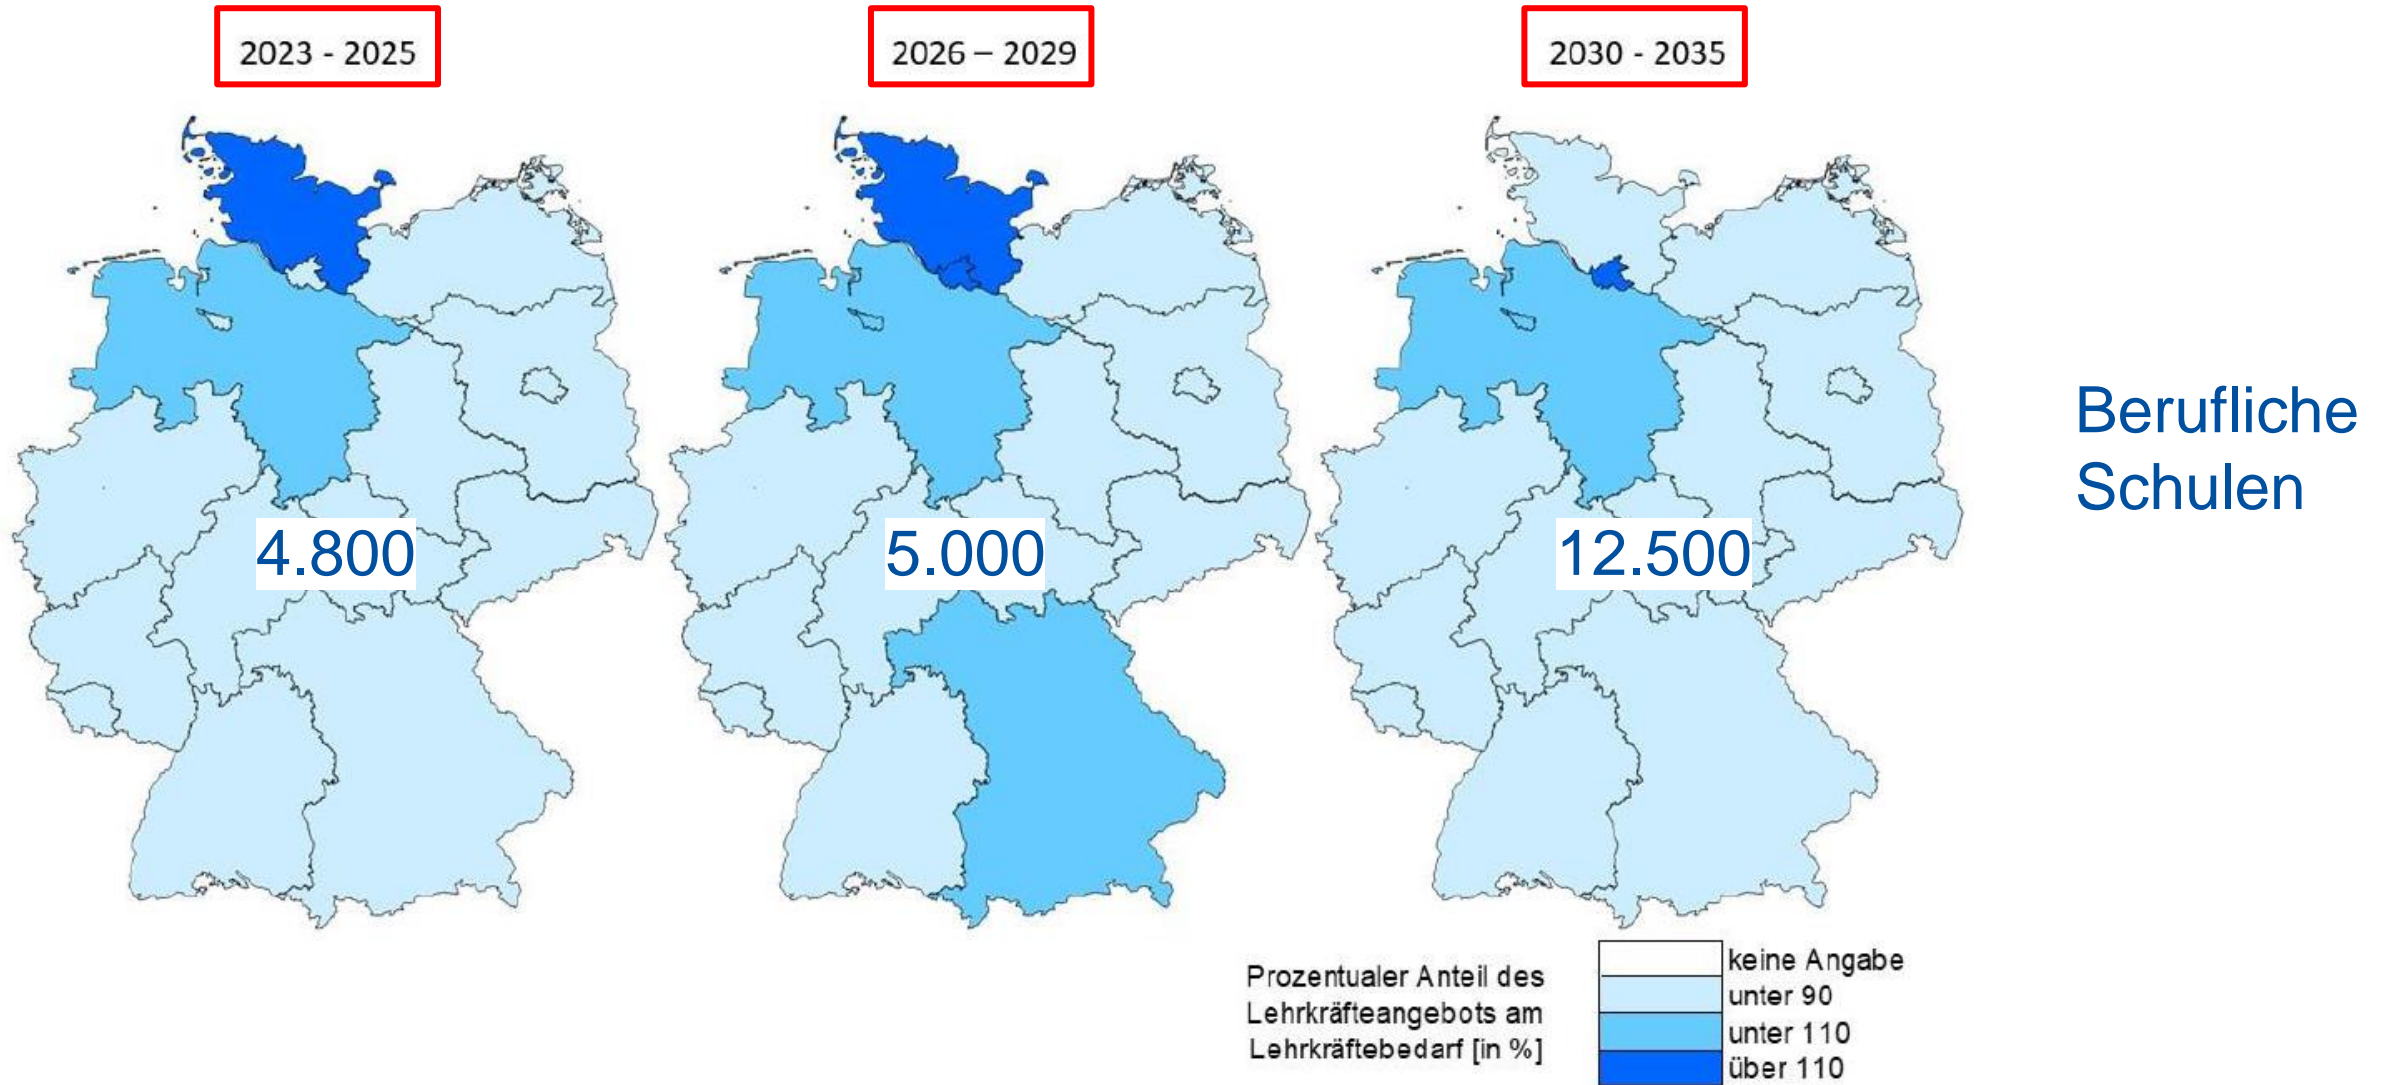 2023 - 2025
2026 – 2029
2030 - 2035
Berufliche
Schulen
4.800
5.000
12.500
Prozentualer Anteil des
Lehrkräfteangebots am
Lehrkräftebedarf [in %]
keine Angabe
unter 90
unter 110
über 110